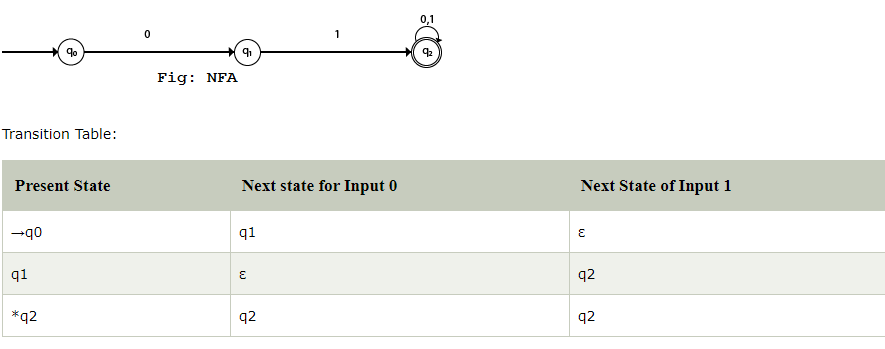 0,1
0
1
q₀
q₁
q₂
Fig: NFA
Transition Table:
Present State
Next state for Input 0
Next State of Input 1
→q0
q1
ε
q1
ε
q2
*q2
q2
q2